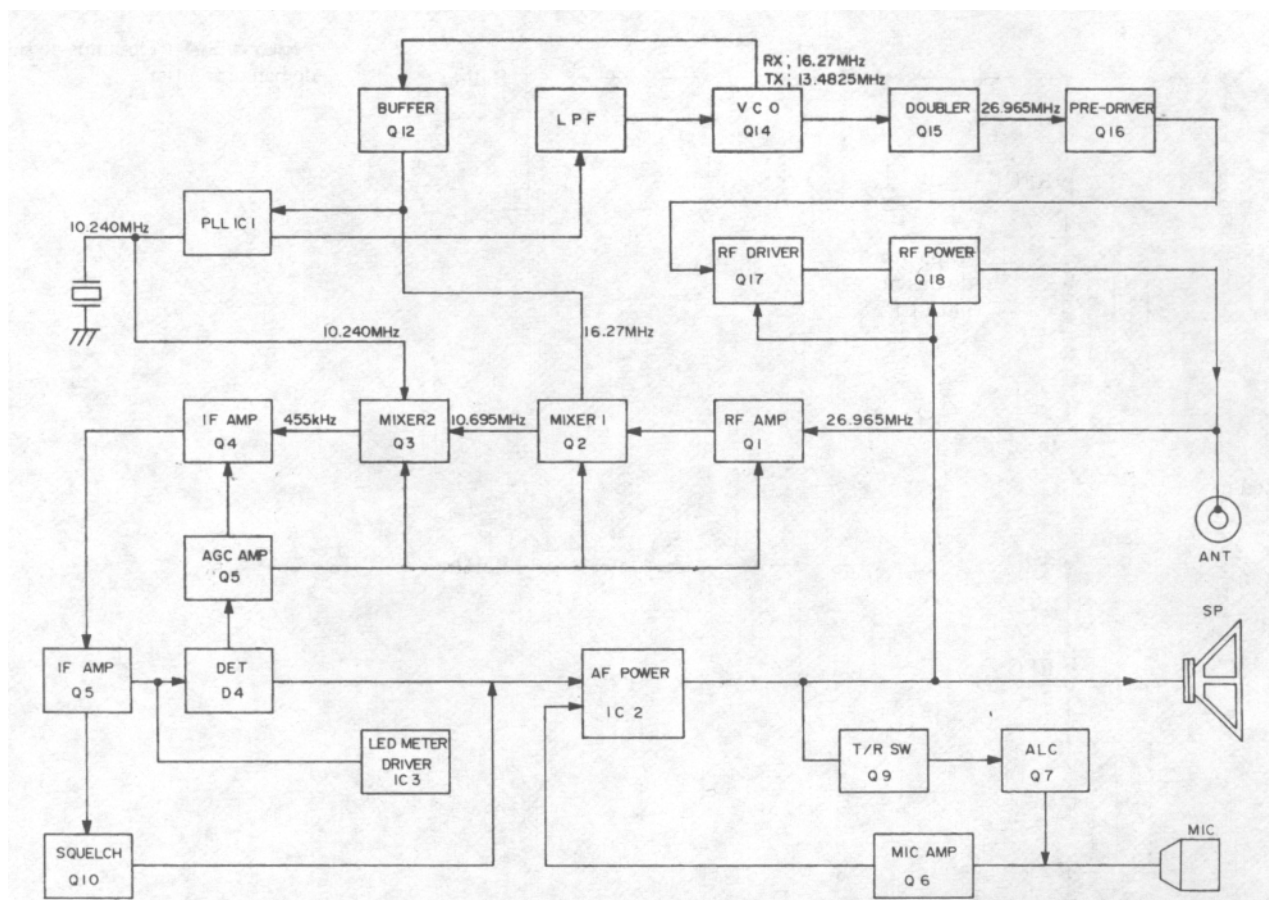 RX ; 16.27MHz
TX ; 13.4825MHz
BUFFER
Q12
LPF
VCO
Q14
DOUBLER
Q15
26.965MHz
PRE-DRIVER
Q16
10.240MHz
PLL IC1
RF DRIVER
Q17
RF POWER
Q18
10.240MHz
16.27MHz
IF AMP
Q4
455kHz
MIXER2
Q3
10.695MHz
MIXER1
Q2
RF AMP
Q1
26.965MHz
ANT
AGC AMP
Q5
SP
IF AMP
Q5
DET
D4
AF POWER
IC2
LED METER
DRIVER
IC3
T/R SW
Q9
ALC
Q7
SQUELCH
Q10
MIC AMP
Q6
MIC